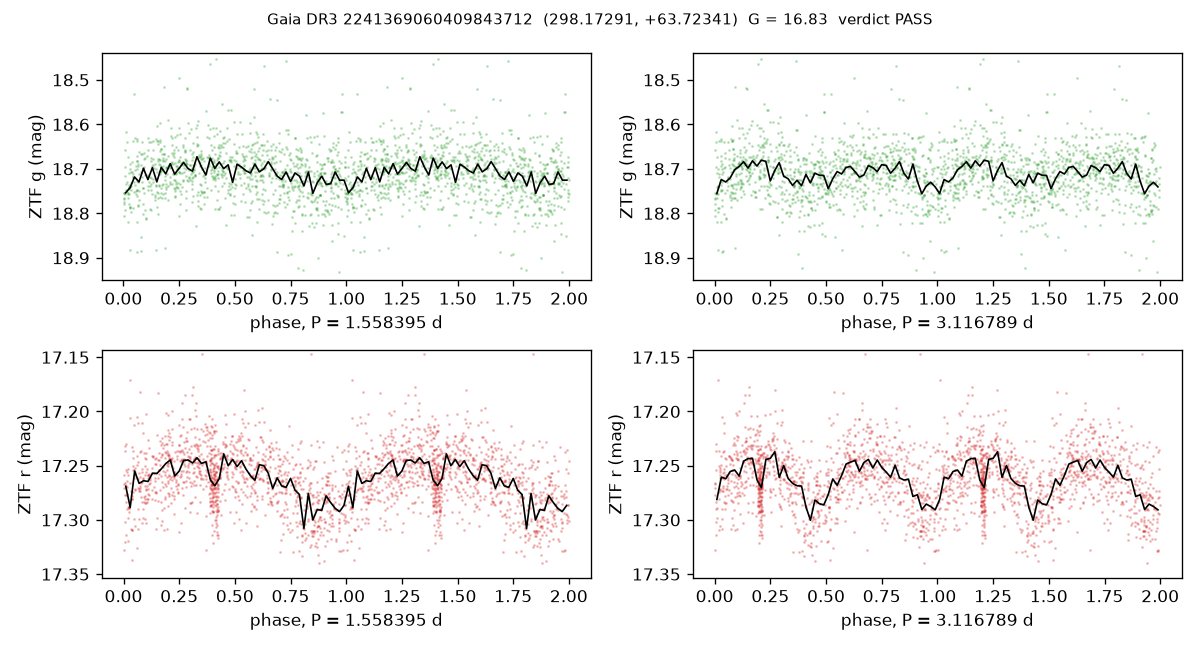 Gaia DR3 2241369060409843712 (298.17291, +63.72341) G = 16.83 verdict PASS
ZTF g (mag)
18.5
18.6
18.7
18.8
18.9
0.00 0.25 0.50 0.75 1.00 1.25 1.50 1.75 2.00
phase, P = 1.558395 d
ZTF g (mag)
18.5
18.6
18.7
18.8
18.9
0.00 0.25 0.50 0.75 1.00 1.25 1.50 1.75 2.00
phase, P = 3.116789 d
ZTF r (mag)
17.15
17.20
17.25
17.30
17.35
0.00 0.25 0.50 0.75 1.00 1.25 1.50 1.75 2.00
phase, P = 1.558395 d
ZTF r (mag)
17.15
17.20
17.25
17.30
17.35
0.00 0.25 0.50 0.75 1.00 1.25 1.50 1.75 2.00
phase, P = 3.116789 d